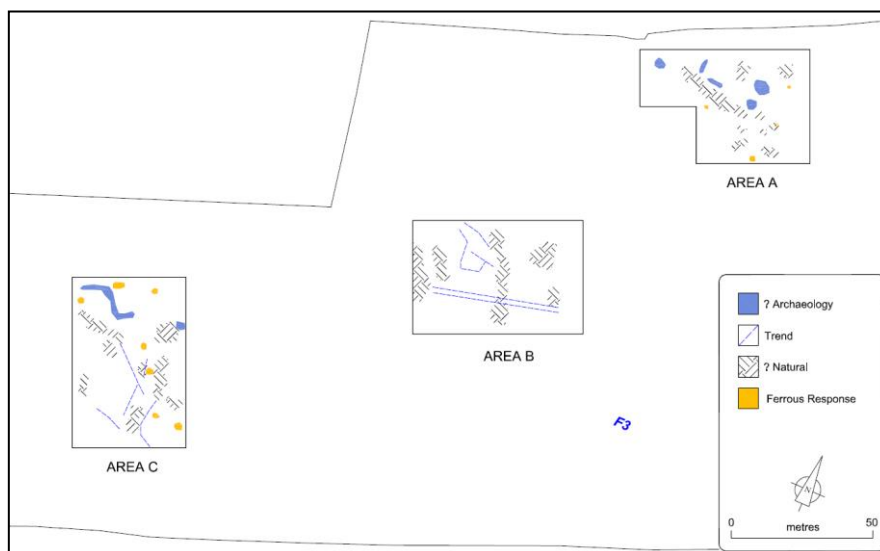 AREA A
AREA B
AREA C
F3
? Archaeology
Trend
? Natural
Ferrous Response
N
0 50
metres